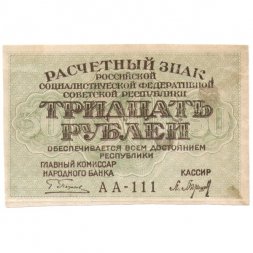 РАСЧЕТНЫЙ ЗНАК
РОССИЙСКОЙ
СОЦИАЛИСТИЧЕСКОЙ ФЕДЕРАТИВНОЙ
СОВЕТСКОЙ РЕСПУБЛИКИ
ТРИДЦАТЬ
РУБЛЕЙ
ОБЕСПЕЧИВАЕТСЯ ВСЕМ ДОСТОЯНИЕМ
РЕСПУБЛИКИ
ГЛАВНЫЙ КОМИССАР
НАРОДНОГО БАНКА
КАССИР
АА-111